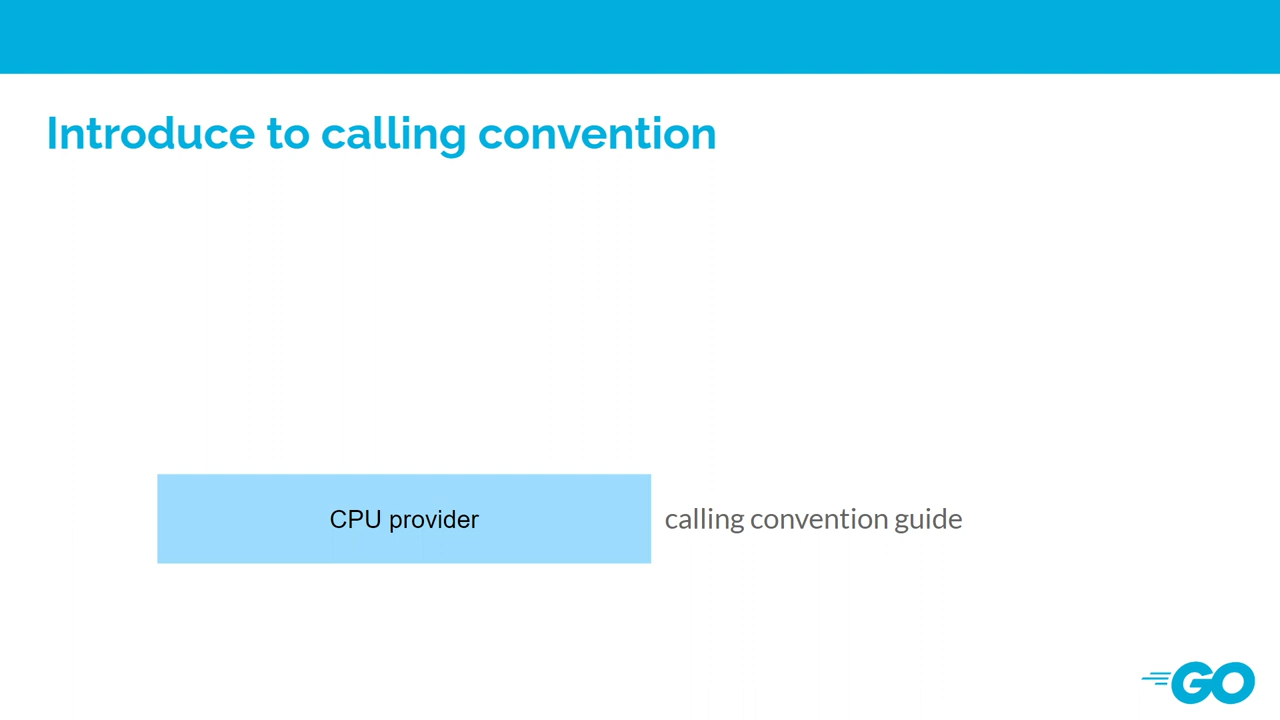 Introduce to calling convention
CPU provider
calling convention guide
GO